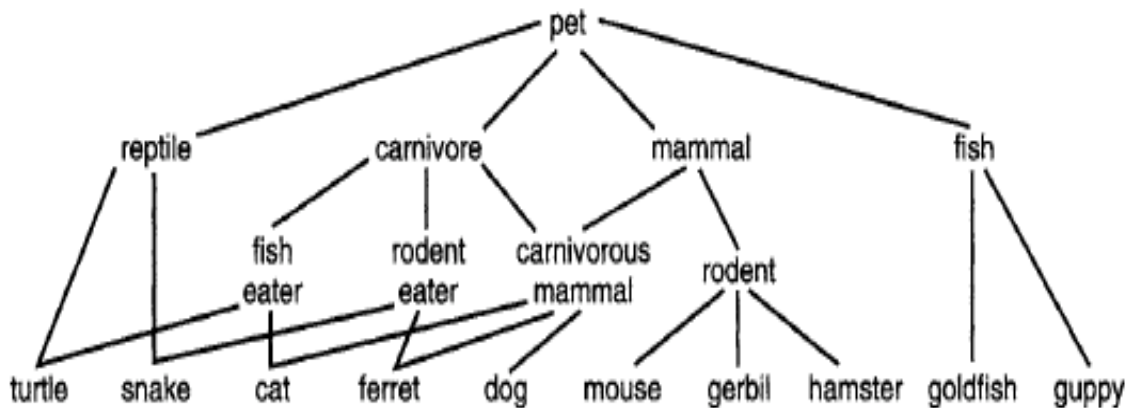 pet
reptile carnivore mammal fish
fish rodent carnivorous
eater eater mammal rodent
turtle snake cat ferret dog mouse gerbil hamster goldfish guppy